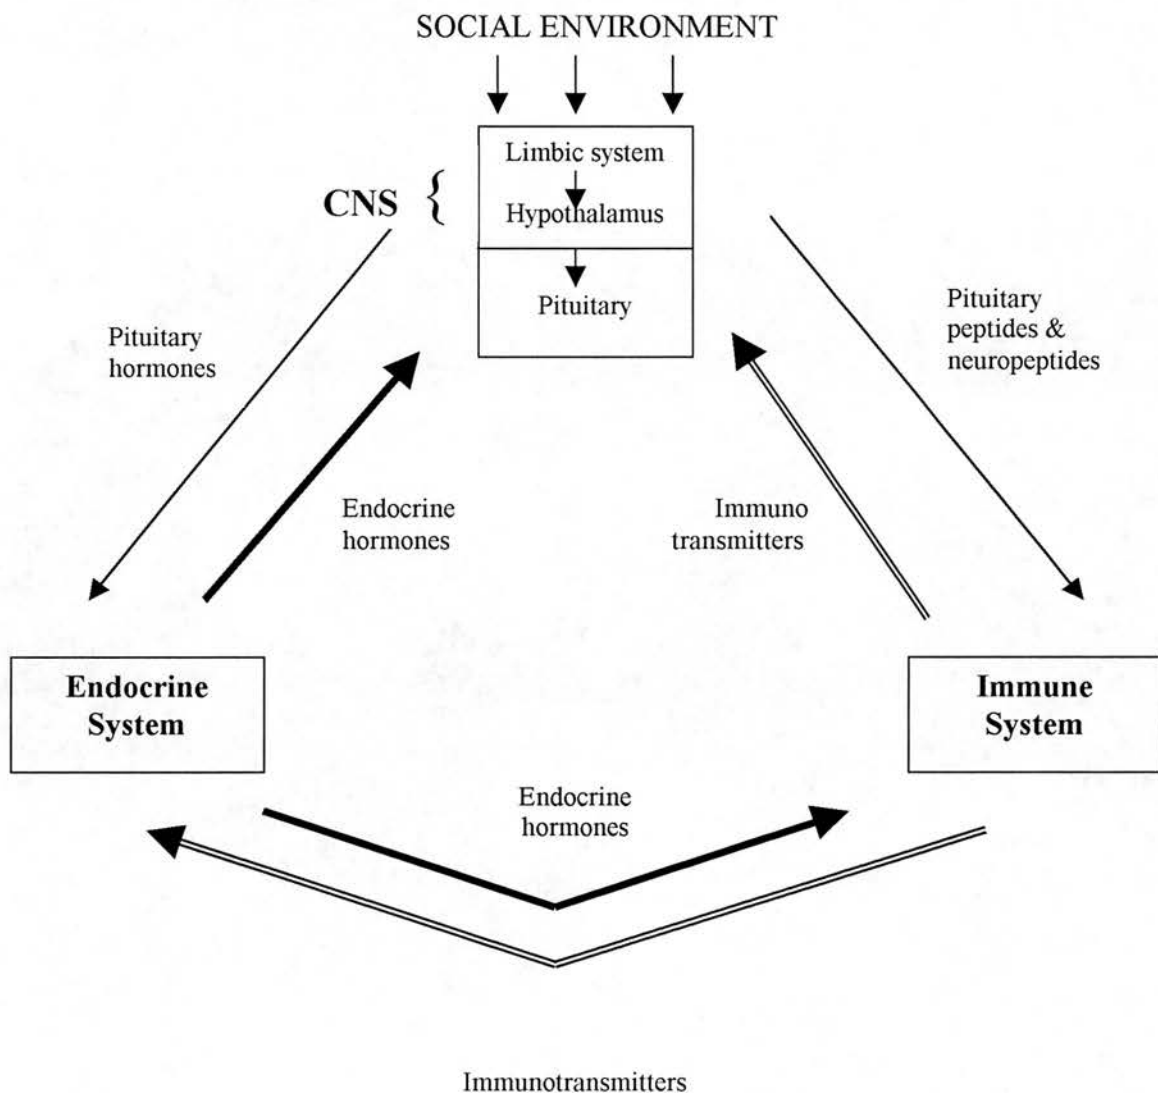 SOCIAL ENVIRONMENT
Limbic system
CNS {
Hypothalamus
Pituitary
Pituitary
hormones
Pituitary
peptides &
neuropeptides
Endocrine
hormones
Immuno
transmitters
Endocrine
System
Immune
System
Endocrine
hormones
Immunotransmitters